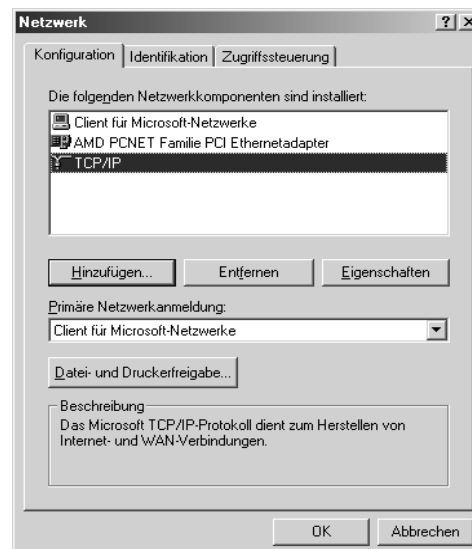 Netzwerk
Konfiguration Identifikation Zugriffssteuerung
Die folgenden Netzwerkkomponenten sind installiert:
Client für Microsoft-Netzwerke
AMD PCNET Familie PCI Ethernetadapter
TCP/IP
Hinzufügen... Entfernen Eigenschaften
Primäre Netzwerkanmeldung:
Client für Microsoft-Netzwerke
Datei- und Druckerfreigabe...
Beschreibung
Das Microsoft TCP/IP-Protokoll dient zum Herstellen von
Internet- und WAN-Verbindungen.
OK Abbrechen